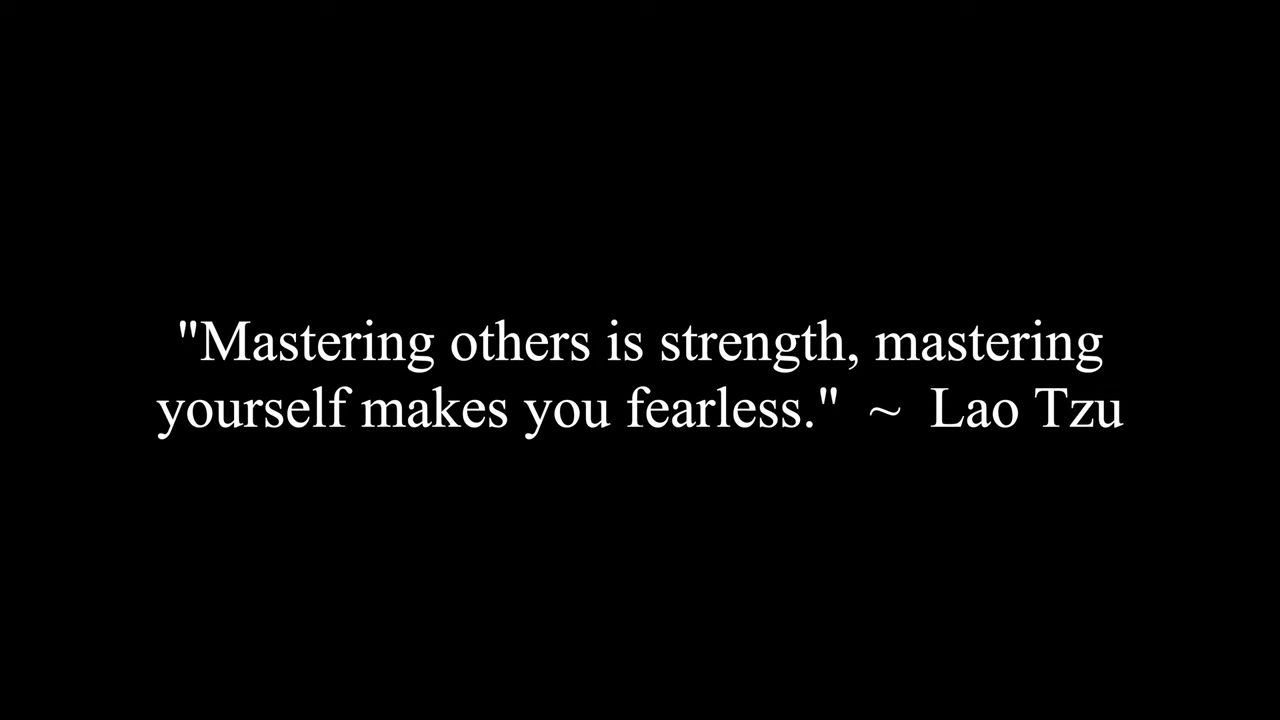 "Mastering others is strength, mastering
yourself makes you fearless."  ~  Lao Tzu